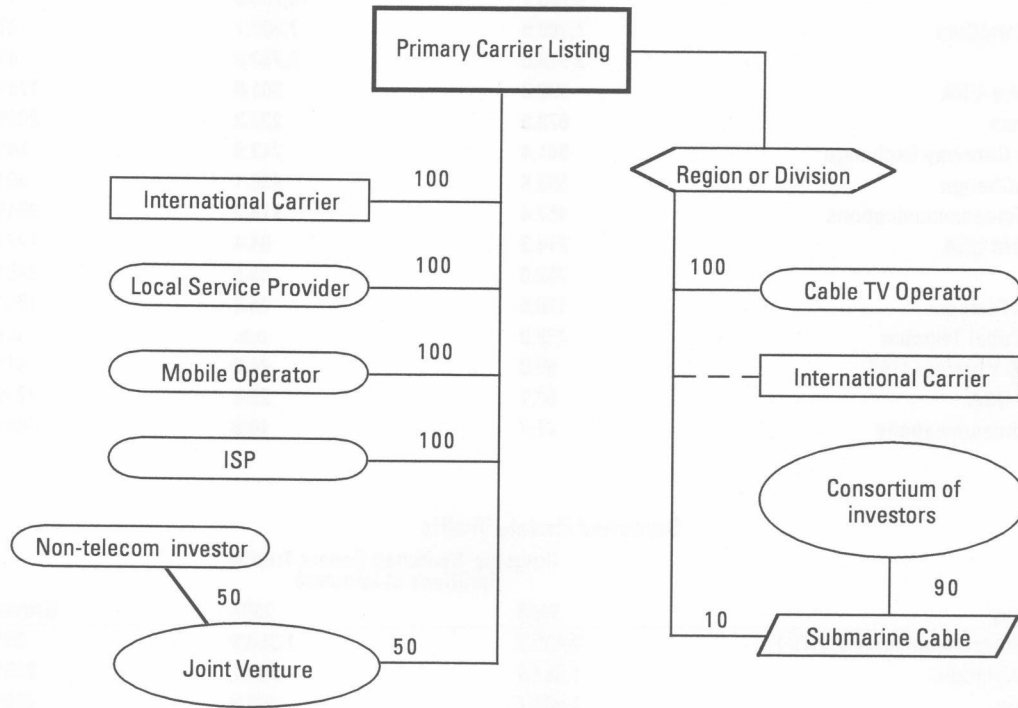 Primary Carrier Listing
Region or Division
100
International Carrier
100
Local Service Provider
100
Mobile Operator
100
ISP
Non-telecom investor
50
Joint Venture
50
100
Cable TV Operator
International Carrier
Consortium of
investors
90
10
Submarine Cable